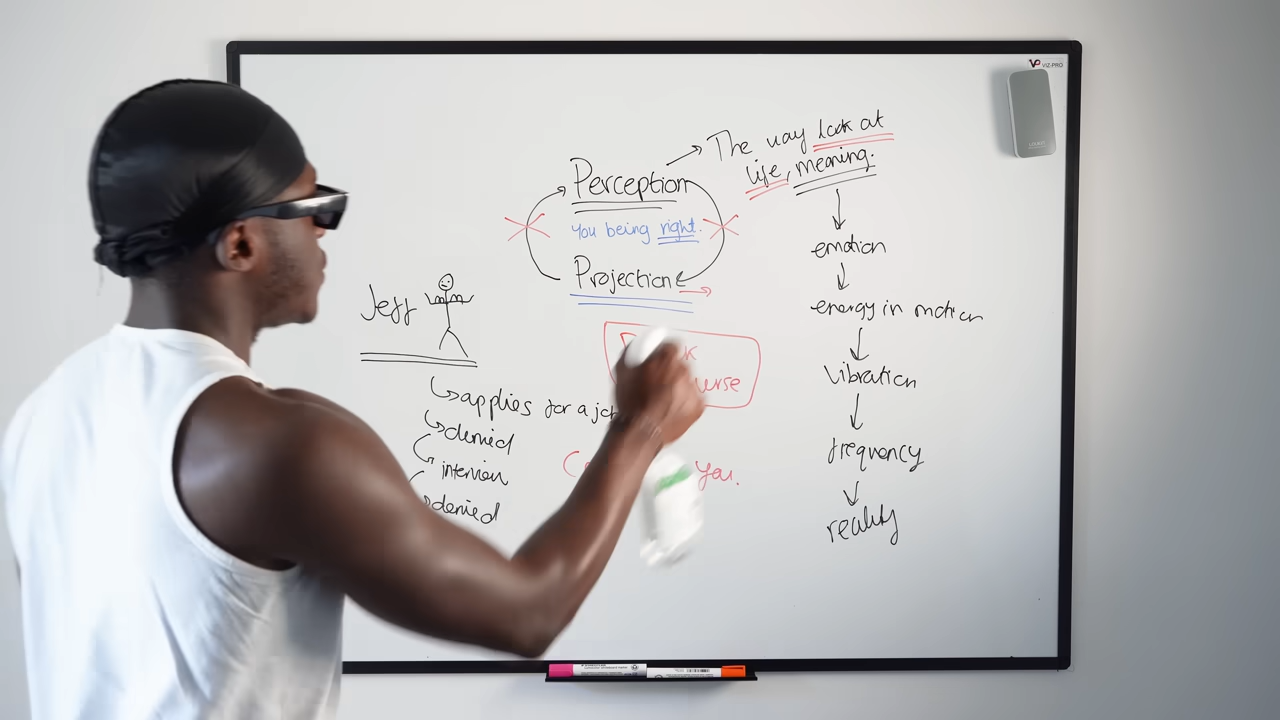 VIZ-PRO
The way look at
life, meaning.
Perception
you being right.
Projection
Jeff
applies for a
denied
interview
denied
you.
emotion
energy in motion
vibration
frequency
reality